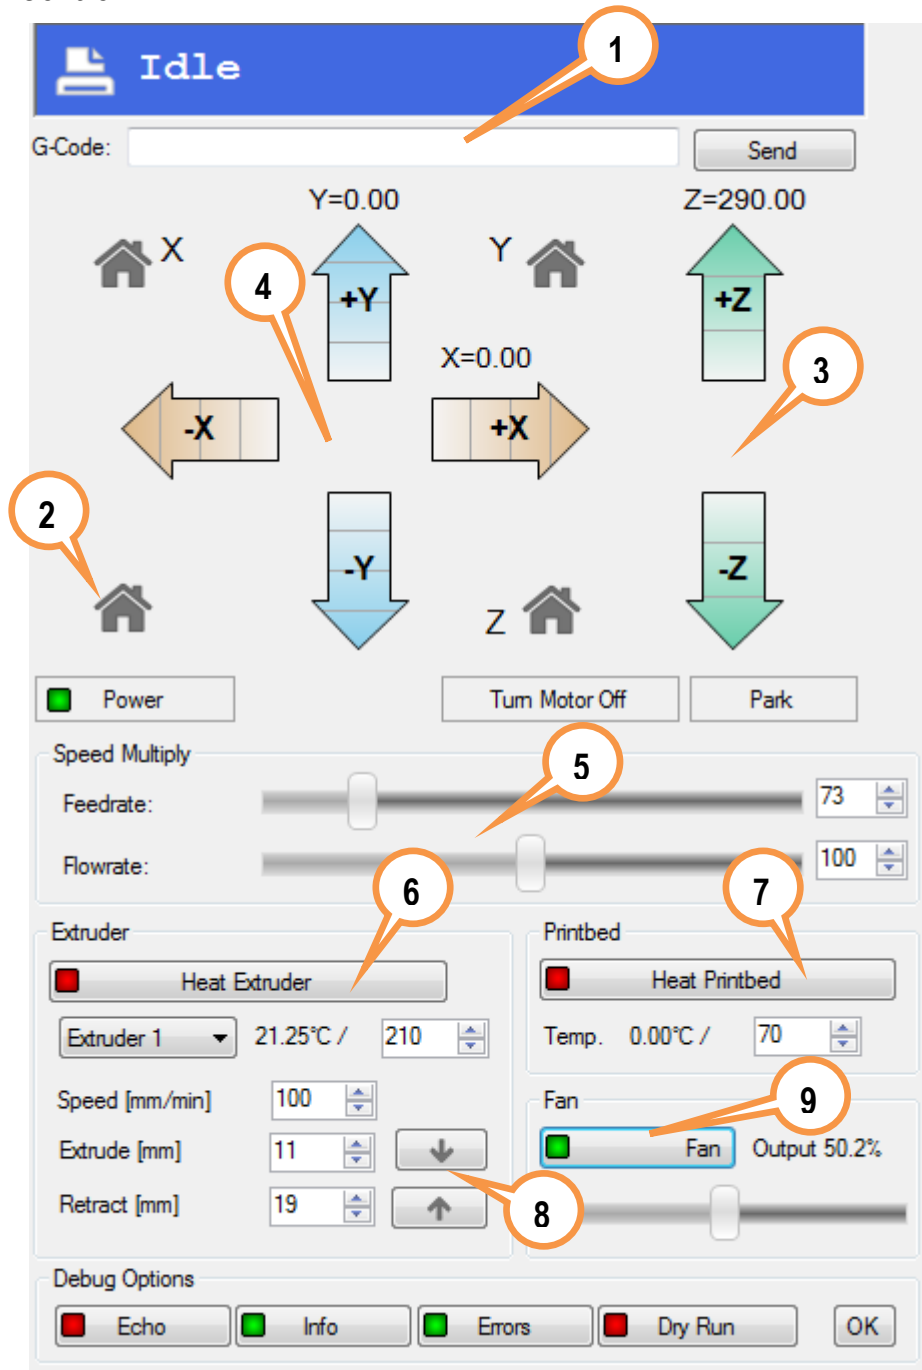 Idle
1
G-Code:
Send
Y=0.00
Z=290.00
X
Y
4
+Y
+Z
X=0.00
3
-X
+X
2
-Y
-Z
Z
Power
Turn Motor Off
Park
Speed Multiply
5
Feedrate:
73
Flowrate:
100
6
7
Extruder
Printbed
Heat Extruder
Heat Printbed
Extruder 1
21.25°C /
210
Temp.
0.00°C /
70
Speed [mm/min]
100
Fan
9
Extrude [mm]
11
Fan
Output 50.2%
Retract [mm]
19
8
Debug Options
Echo
Info
Errors
Dry Run
OK